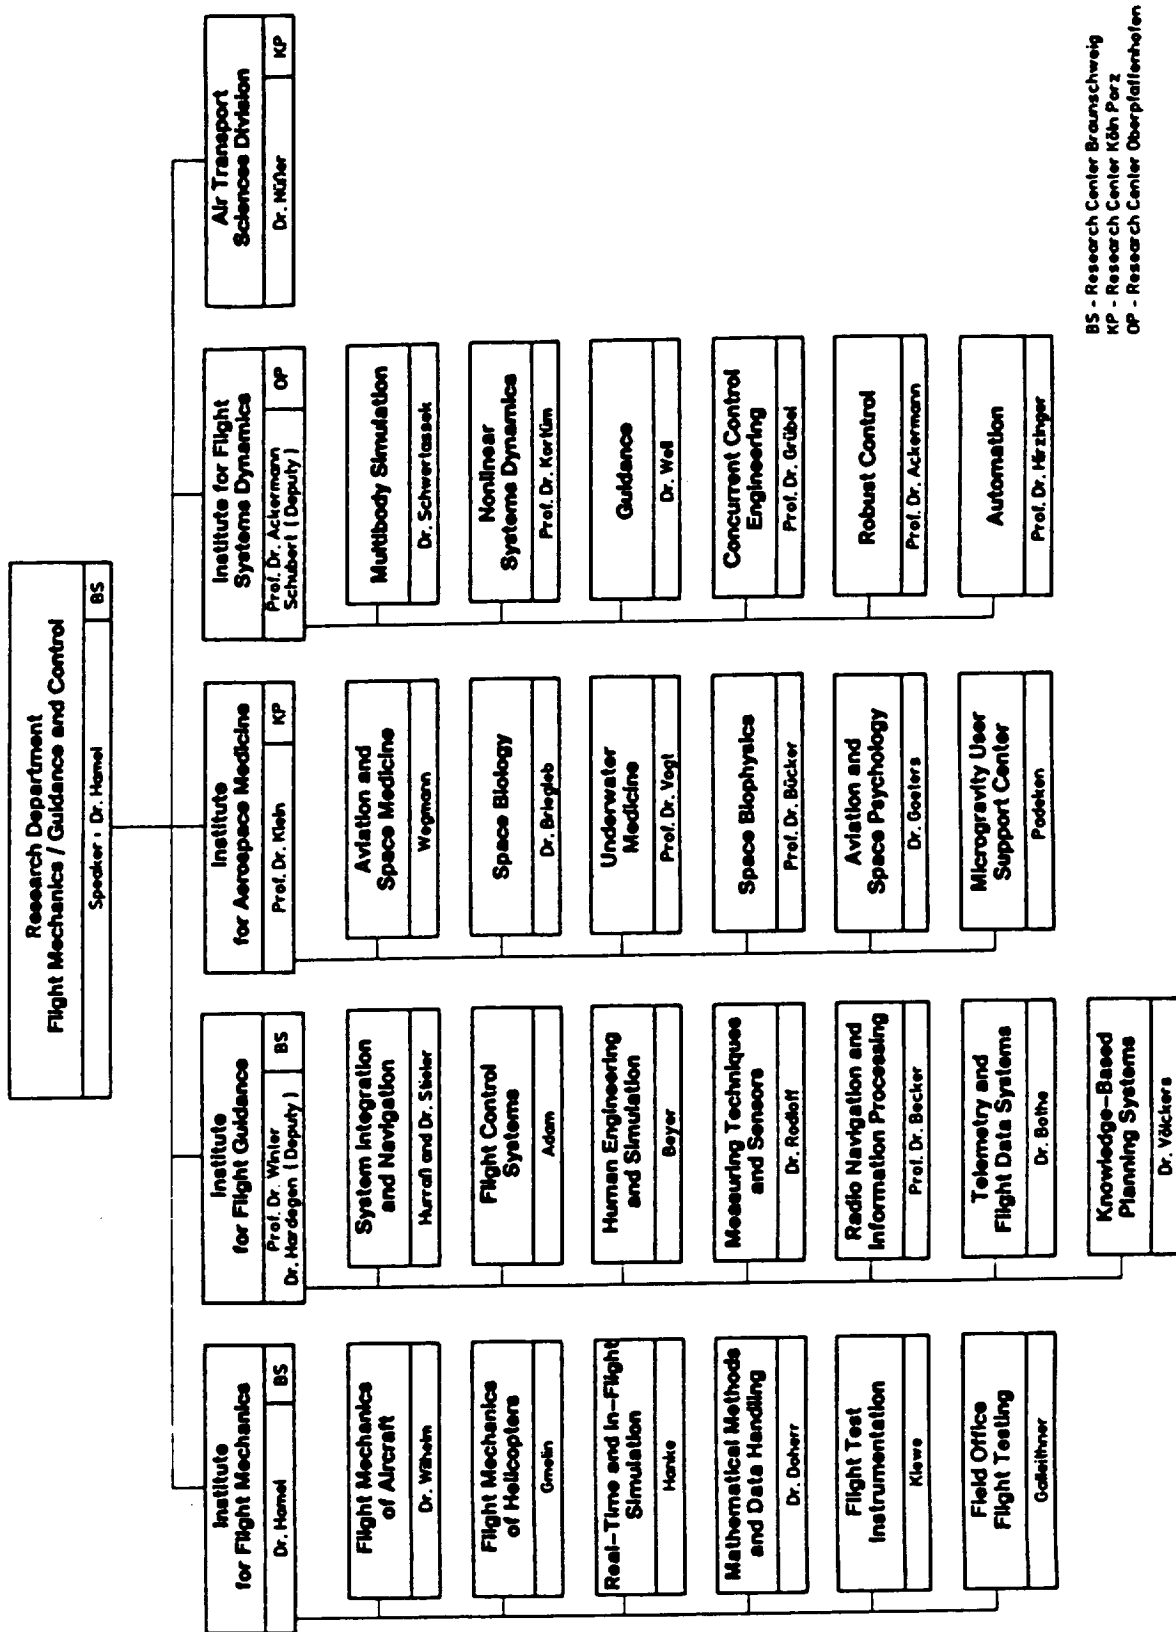 Research Department
Flight Mechanics / Guidance and Control
Speaker : Dr. Hamel
BS
Institute
for Flight Mechanics
Dr. Hamel
BS
Flight Mechanics
of Aircraft
Dr. Wilhelm
Flight Mechanics
of Helicopters
Gmelin
Real-Time and In-Flight
Simulation
Hanke
Mathematical Methods
and Data Handling
Dr. Doherr
Flight Test
Instrumentation
Klewe
Field Office
Flight Testing
Galleithner
Institute
for Flight Guidance
Prof. Dr. Winter
Dr. Hardegen ( Deputy )
BS
System Integration
and Navigation
Hurraß and Dr. Stieler
Flight Control
Systems
Adam
Human Engineering
and Simulation
Beyer
Measuring Techniques
and Sensors
Dr. Rodloff
Radio Navigation and
Information Processing
Prof. Dr. Becker
Telemetry and
Flight Data Systems
Dr. Bothe
Knowledge-Based
Planning Systems
Dr. Völckers
Institute
for Aerospace Medicine
Prof. Dr. Klein
KP
Aviation and
Space Medicine
Wegmann
Space Biology
Dr. Briegleb
Underwater
Medicine
Prof. Dr. Vogt
Space Biophysics
Prof. Dr. Bücker
Aviation and
Space Psychology
Dr. Goeters
Microgravity User
Support Center
Padeken
Institute for Flight
Systems Dynamics
Prof. Dr. Ackermann
Schubert ( Deputy )
OP
Multibody Simulation
Dr. Schwertassek
Nonlinear
Systems Dynamics
Prof. Dr. Kortüm
Guidance
Dr. Well
Concurrent Control
Engineering
Prof. Dr. Grübel
Robust Control
Prof. Dr. Ackermann
Automation
Prof. Dr. Hirzinger
Air Transport
Sciences Division
Dr. Nüßer
KP
BS - Research Center Braunschweig
KP - Research Center Köln Porz
OP - Research Center Oberpfaffenhofen